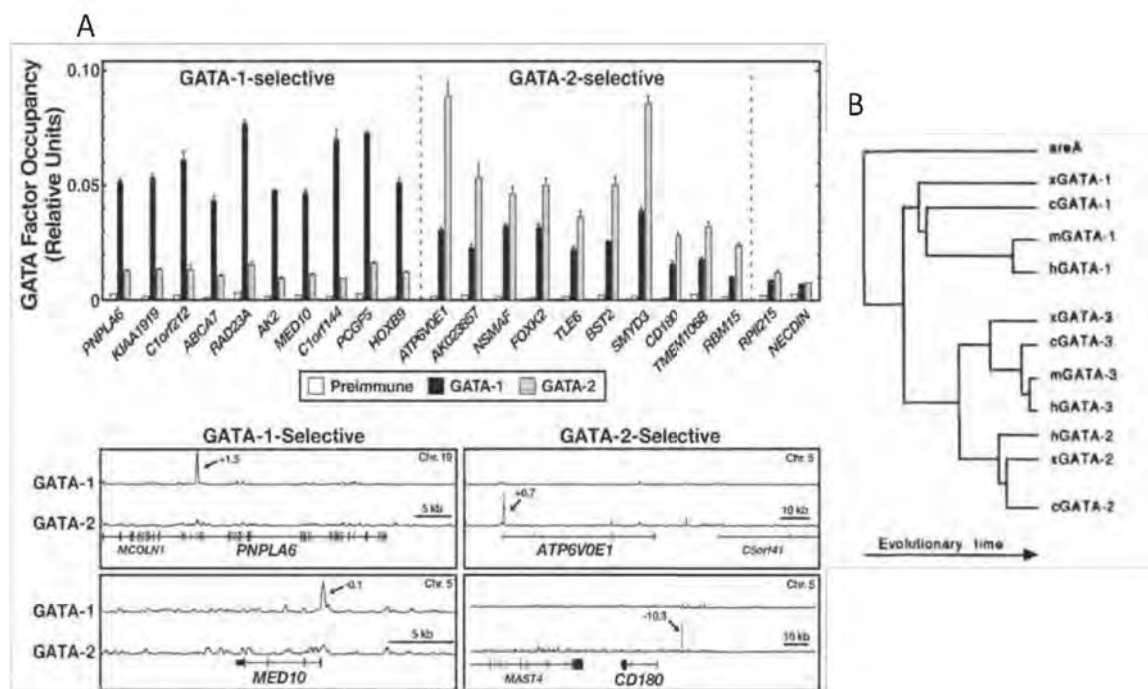 A
0.10
GATA-1-selective
GATA-2-selective
GATA Factor Occupancy
(Relative Units)
0.05
0
PNPLA6
KIAA1919
C1orf212
ABCA7
RAD23A
AK2
MED10
C1orf144
PCGF5
HOXB9
ATP6V0E1
AK023857
NSMAF
FOXK2
TLE6
BST2
SMYD3
CD180
TMEM106B
RBM15
RPII215
NECDIN
Preimmune GATA-1 GATA-2
GATA-1-Selective
GATA-2-Selective
+1.5
Chr. 19
GATA-1
GATA-2
5 kb
MCOLN1 PNPLA6
Chr. 5
+0.7
10 kb
ATP6V0E1 C5orf41
Chr. 5
-0.1
GATA-1
GATA-2
5 kb
MED10
Chr. 5
-10.3
10 kb
MAST4 CD180
B
areA
xGATA-1
cGATA-1
mGATA-1
hGATA-1
xGATA-3
cGATA-3
mGATA-3
hGATA-3
hGATA-2
xGATA-2
cGATA-2
Evolutionary time